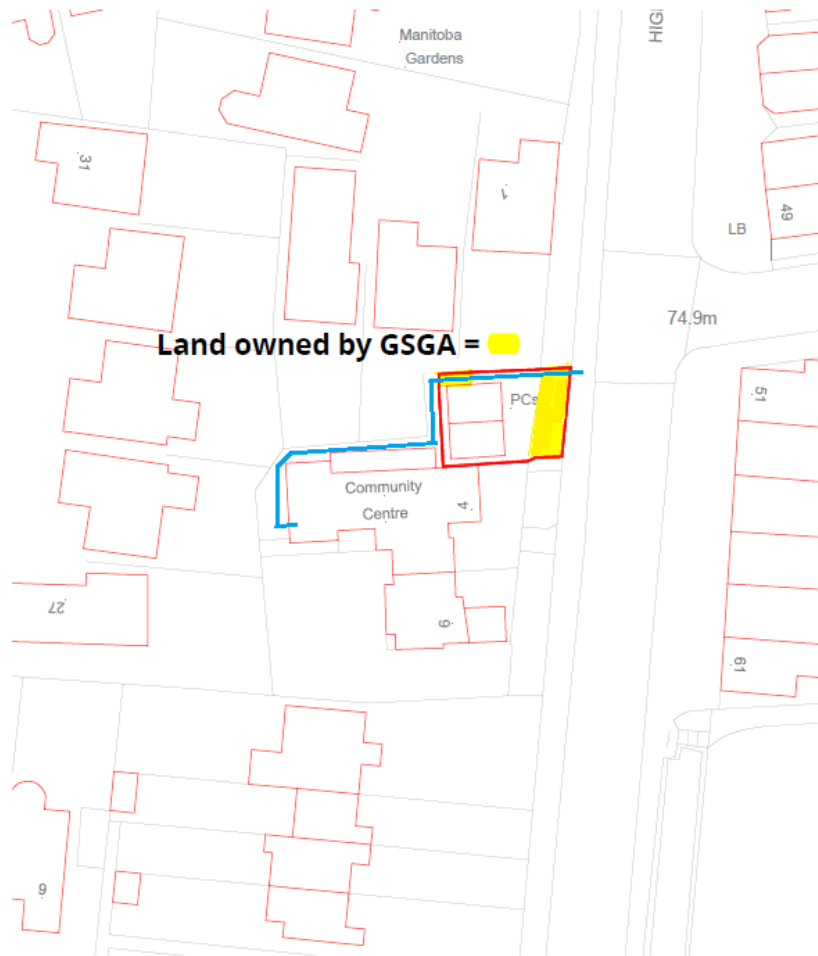 Manitoba
Gardens
HIG
31
1
49
LB
74.9m
Land owned by GSGA =
PCs
51
Community
Centre
4
27
6
61
9